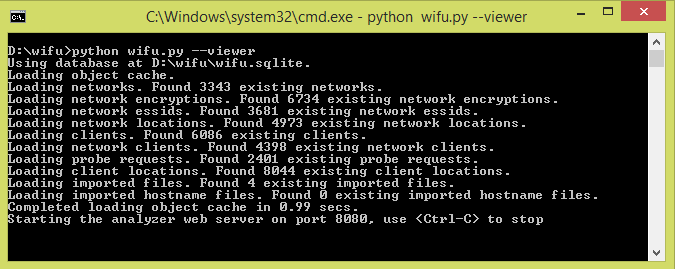 C:\Windows\system32\cmd.exe - python  wifu.py --viewer
D:\wifu>python wifu.py --viewer
Using database at D:\wifu\wifu.sqlite.
Loading object cache.
Loading networks. Found 3343 existing networks.
Loading network encryptions. Found 6734 existing network encryptions.
Loading network essids. Found 3681 existing network essids.
Loading network locations. Found 4973 existing network locations.
Loading clients. Found 6086 existing clients.
Loading network clients. Found 4398 existing network clients.
Loading probe requests. Found 2401 existing probe requests.
Loading client locations. Found 8044 existing client locations.
Loading imported files. Found 4 existing imported files.
Loading imported hostname files. Found 0 existing imported hostname files.
Completed loading object cache in 0.99 secs.
Starting the analyzer web server on port 8080, use <Ctrl-C> to stop